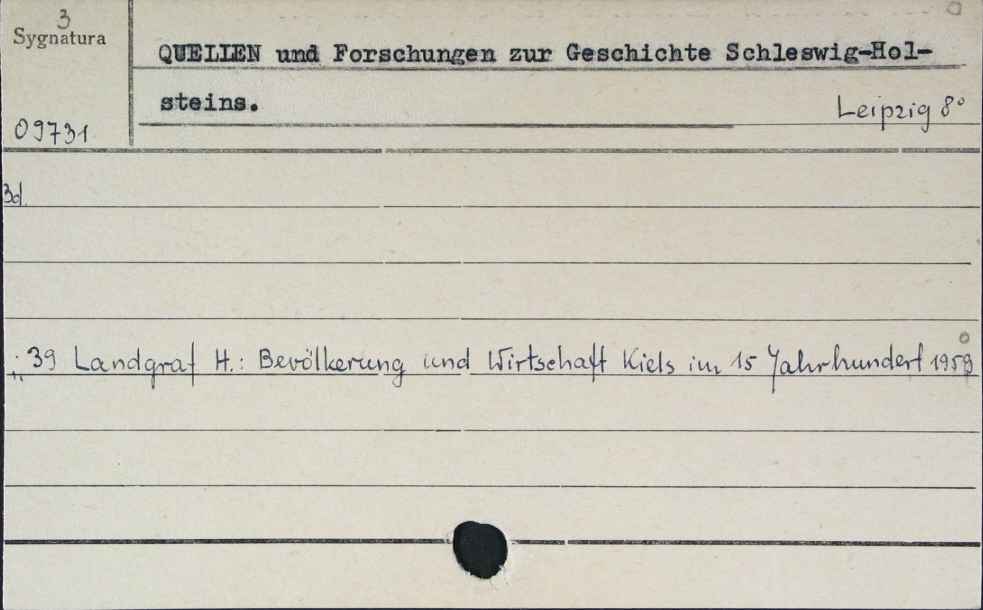 3
Sygnatura
09731
QUELLEN und Forschungen zur Geschichte Schleswig-Hol-
steins.
Leipzig 8°
Bd.
„ 39 Landgraf H.: Bevölkerung und Wirtschaft Kiels im 15 Jahrhundert 1959